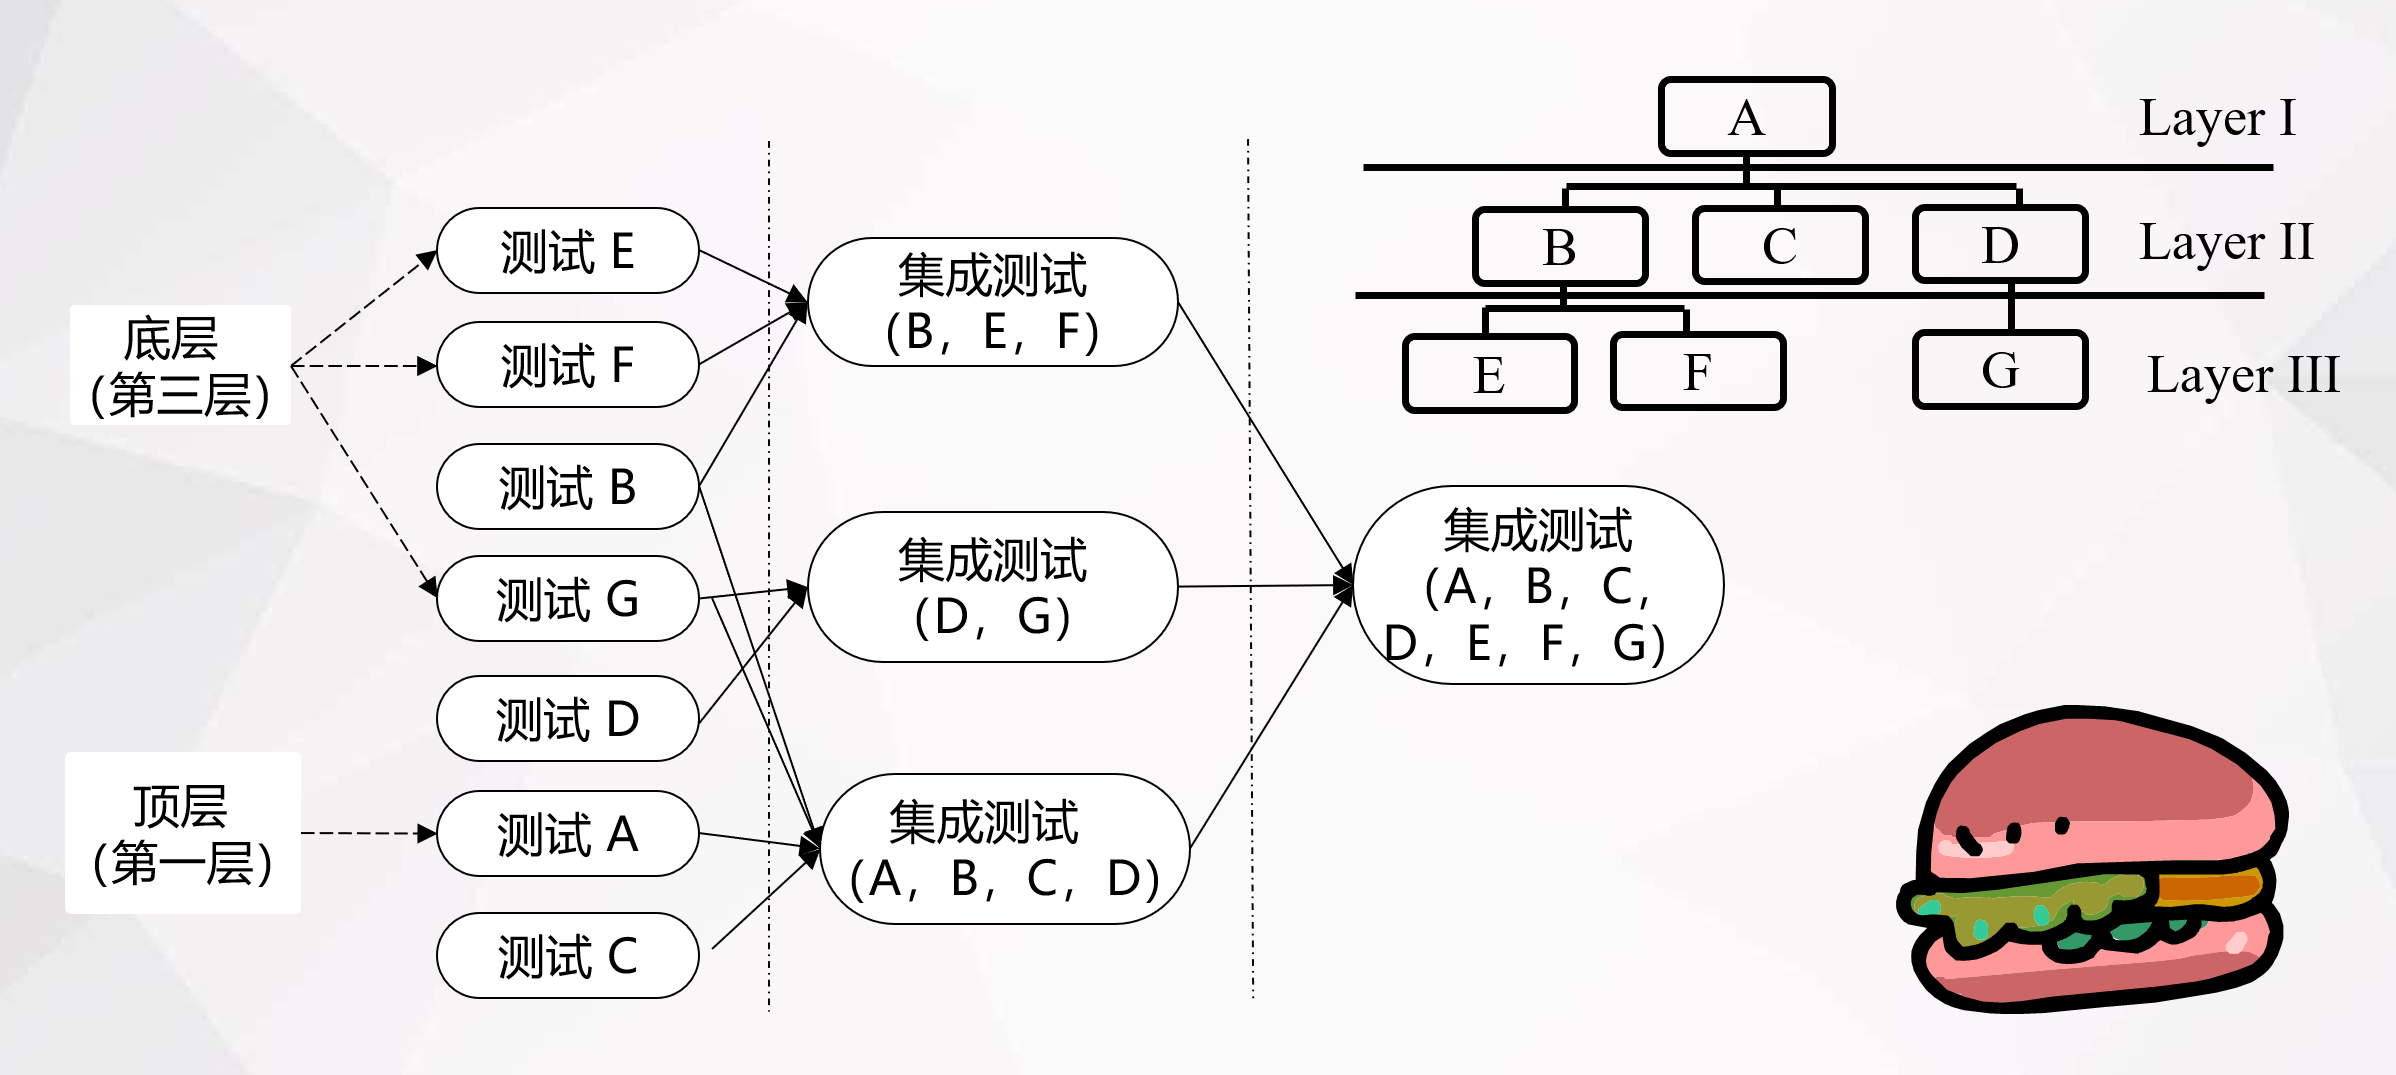 底层
(第三层)
顶层
(第一层)
测试 E
测试 F
测试 B
测试 G
测试 D
测试 A
测试 C
集成测试
(B，E，F)
集成测试
(D，G)
集成测试
(A，B，C，D)
集成测试
(A，B，C，
D，E，F，G)
A
Layer I
B
C
D
Layer II
E
F
G
Layer III